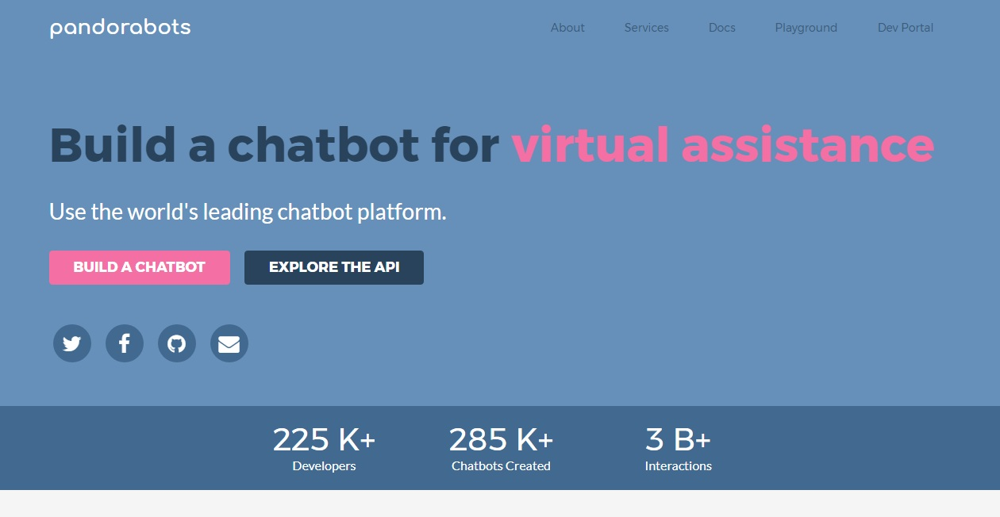 pandorabots
About Services Docs Playground Dev Portal
Build a chatbot for virtual assistance
Use the world's leading chatbot platform.
BUILD A CHATBOT EXPLORE THE API
225 K+ 285 K+ 3 B+
Developers Chatbots Created Interactions